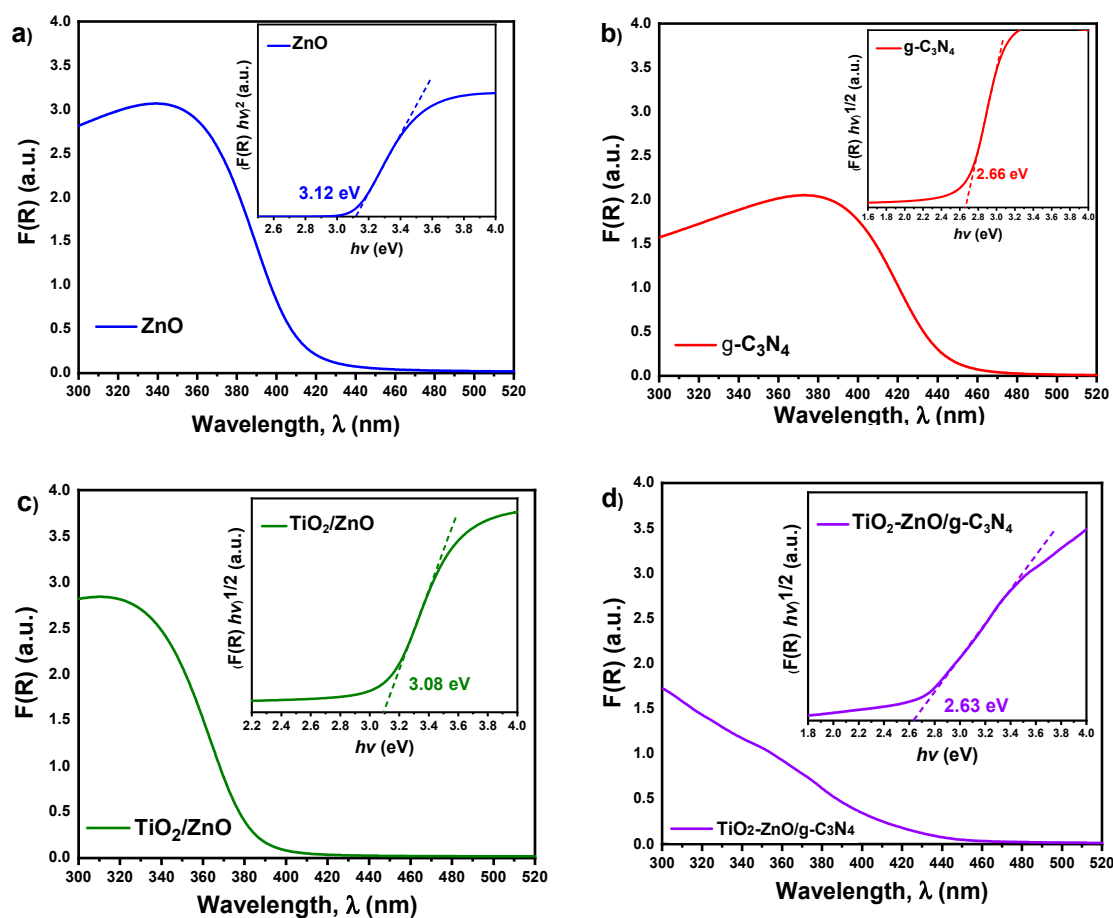 a)
4.0
3.5
3.0
2.5
2.0
1.5
1.0
0.5
0.0
F(R) (a.u.)
300 320 340 360 380 400 420 440 460 480 500 520
Wavelength, λ (nm)
ZnO
ZnO
(F(R) hv)2 (a.u.)
3.12 eV
2.6 2.8 3.0 3.2 3.4 3.6 3.8 4.0
hv (eV)
b)
4.0
3.5
3.0
2.5
2.0
1.5
1.0
0.5
0.0
F(R) (a.u.)
300 320 340 360 380 400 420 440 460 480 500 520
Wavelength, λ (nm)
g-C3N4
g-C3N4
(F(R) hv)1/2 (a.u.)
2.66 eV
1.6 1.8 2.0 2.2 2.4 2.6 2.8 3.0 3.2 3.4 3.6 3.8 4.0
hv (eV)
c)
4.0
3.5
3.0
2.5
2.0
1.5
1.0
0.5
0.0
F(R) (a.u.)
300 320 340 360 380 400 420 440 460 480 500 520
Wavelength, λ (nm)
TiO2/ZnO
TiO2/ZnO
(F(R) hv)1/2 (a.u.)
3.08 eV
2.2 2.4 2.6 2.8 3.0 3.2 3.4 3.6 3.8 4.0
hv (eV)
d)
4.0
3.5
3.0
2.5
2.0
1.5
1.0
0.5
0.0
F(R) (a.u.)
300 320 340 360 380 400 420 440 460 480 500 520
Wavelength, λ (nm)
TiO2-ZnO/g-C3N4
TiO2-ZnO/g-C3N4
(F(R) hv)1/2 (a.u.)
2.63 eV
1.8 2.0 2.2 2.4 2.6 2.8 3.0 3.2 3.4 3.6 3.8 4.0
hv (eV)